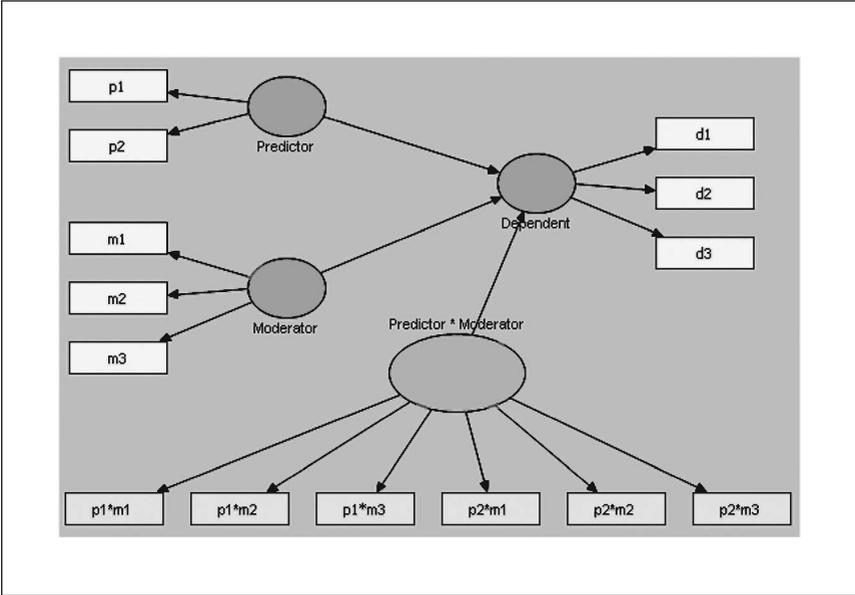 p1
p2
Predictor
d1
d2
d3
Dependent
m1
m2
m3
Moderator
Predictor * Moderator
p1*m1
p1*m2
p1*m3
p2*m1
p2*m2
p2*m3